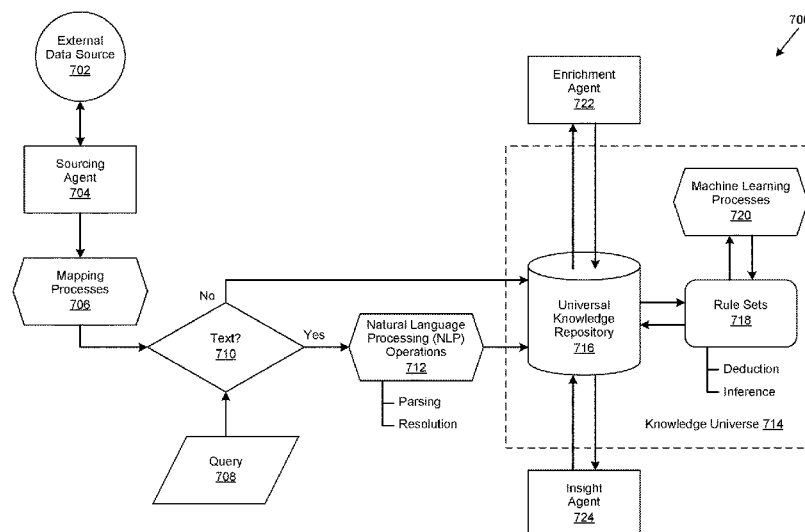 700
External
Data Source
702
Enrichment
Agent
722
Sourcing
Agent
704
Machine Learning
Processes
720
Mapping
Processes
706
No
Text?
710
Yes
Natural Language
Processing (NLP)
Operations
712
Parsing
Resolution
Universal
Knowledge
Repository
716
Rule Sets
718
Deduction
Inference
Knowledge Universe 714
Query
708
Insight
Agent
724